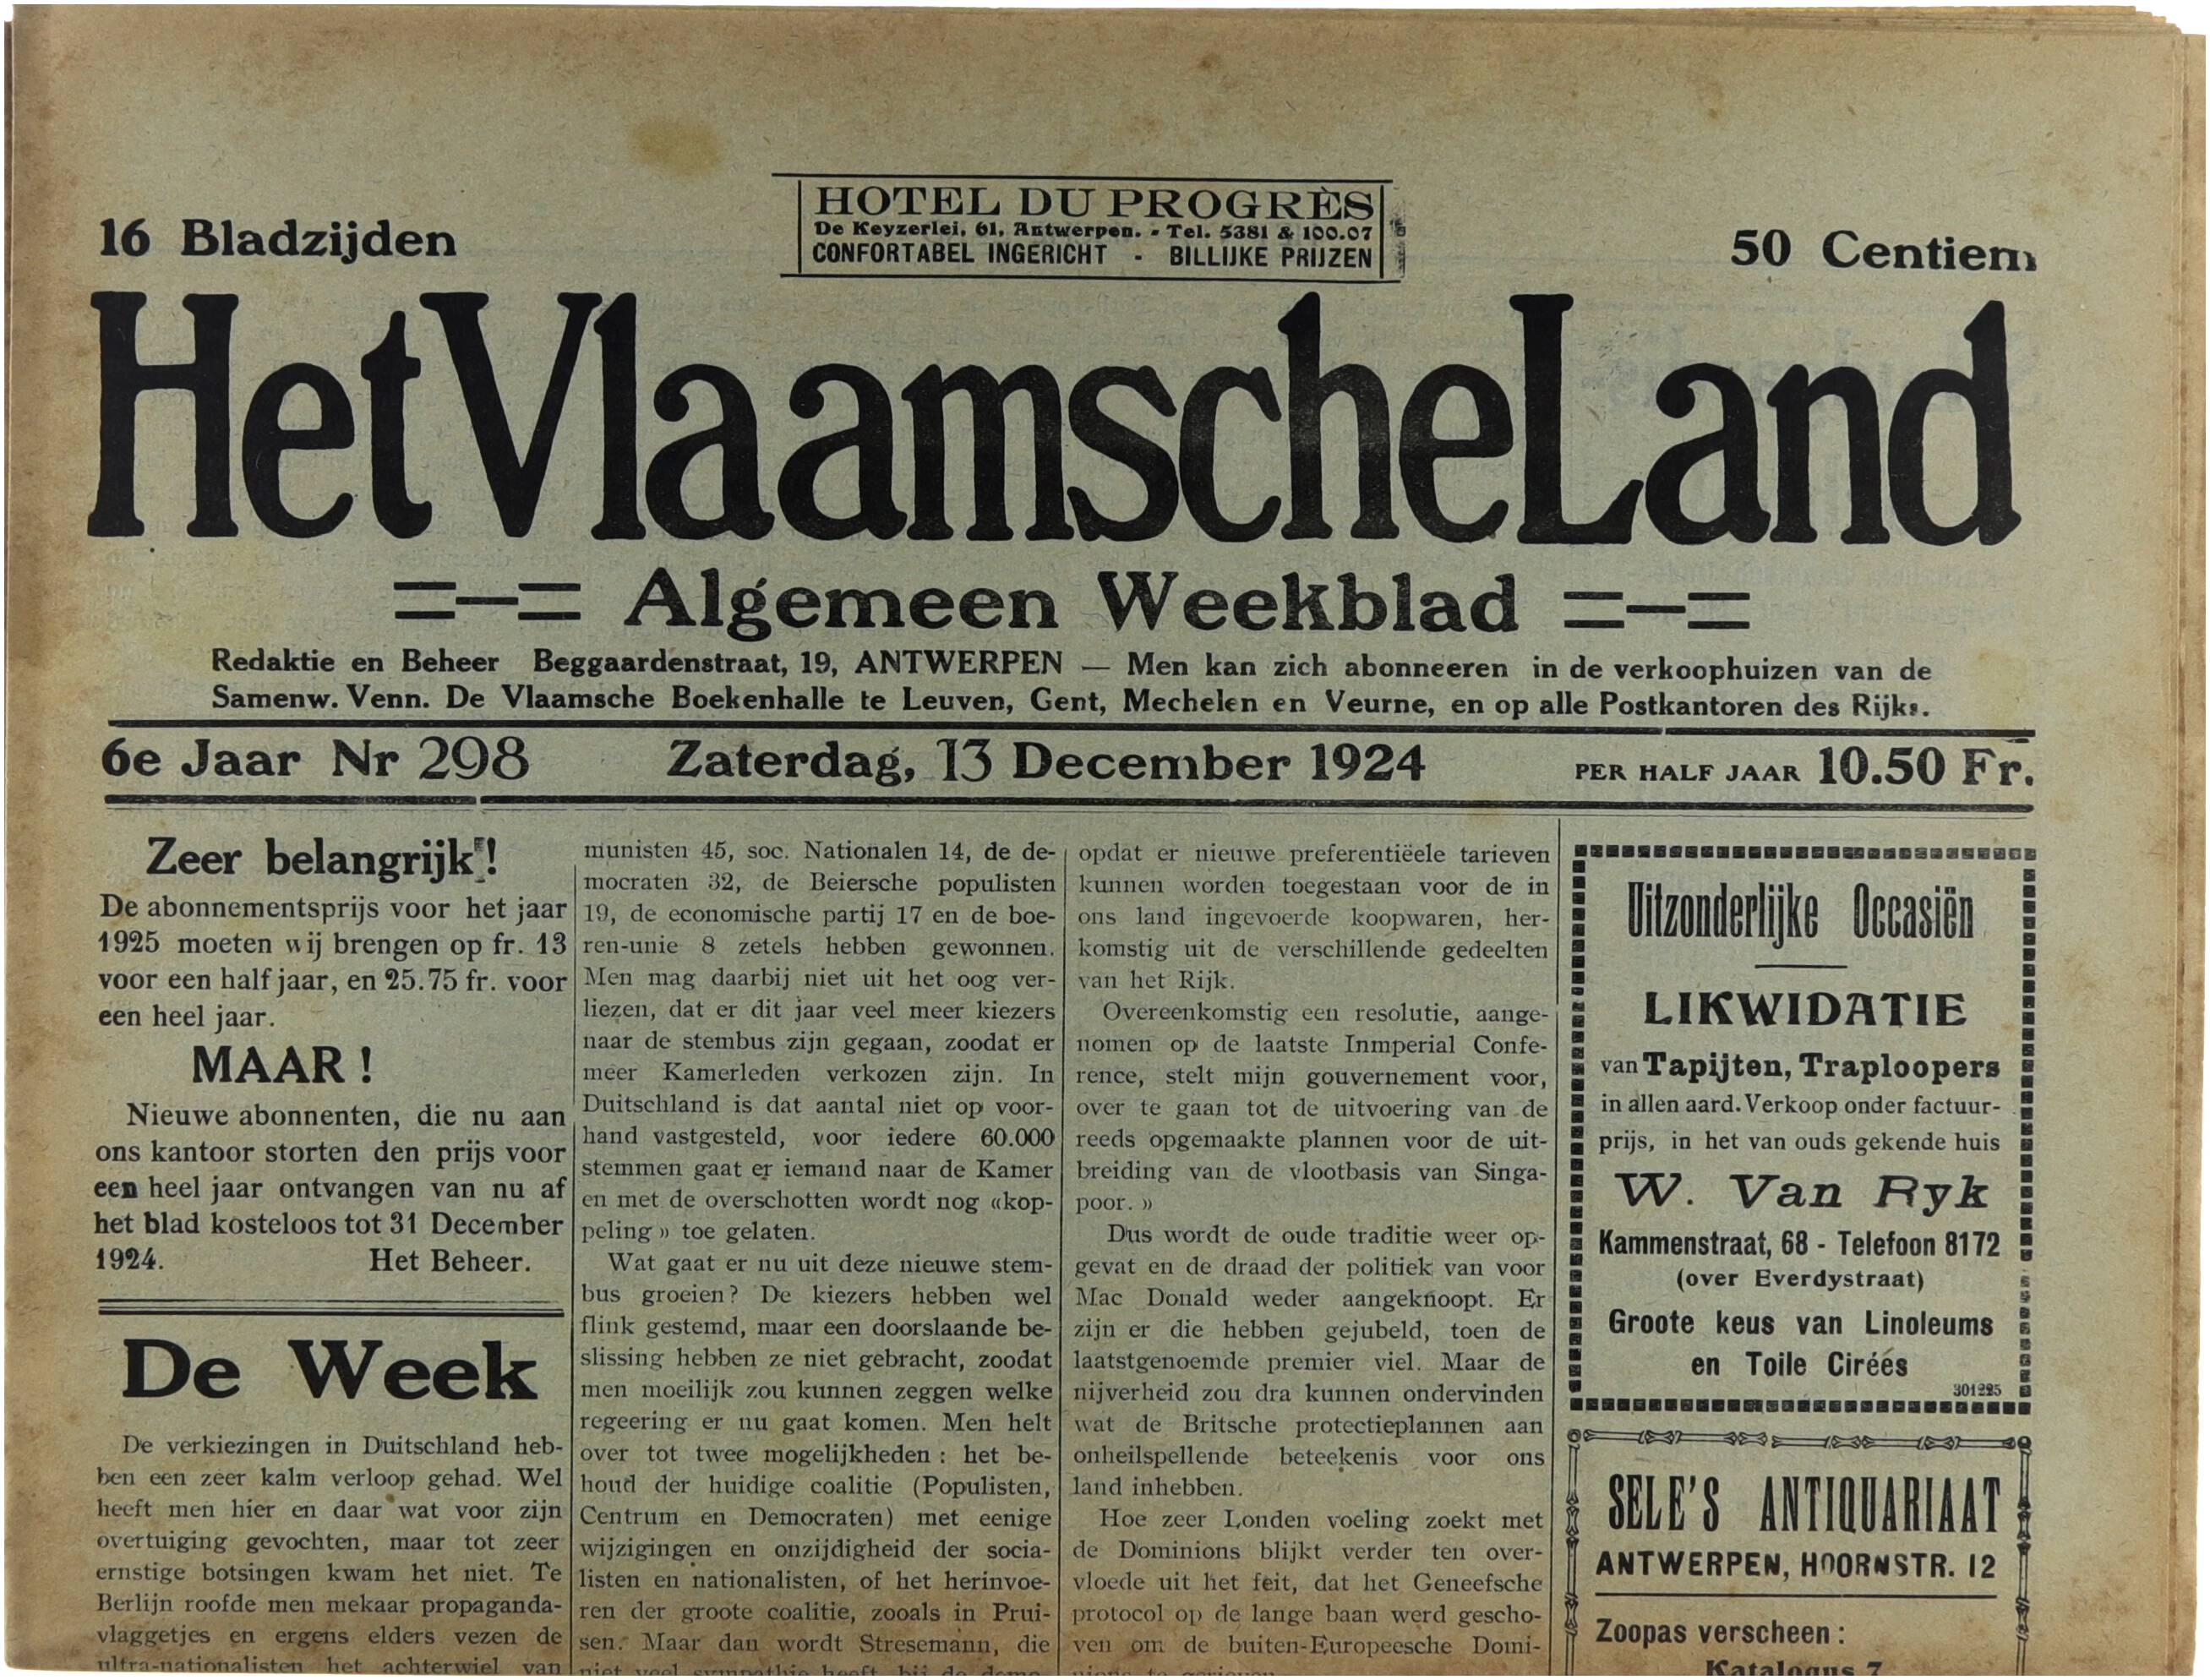 HOTEL DU PROGRÈS
De Keyzerlei, 61, Antwerpen. - Tel. 5381 & 100.07
CONFORTABEL INGERICHT - BILLIJKE PRIJZEN
16 Bladzijden
50 Centiem
Het Vlaamsche Land
=-= Algemeen Weekblad =-=
Redaktie en Beheer Beggaardenstraat, 19, ANTWERPEN — Men kan zich abonneeren in de verkoophuizen van de
Samenw. Venn. De Vlaamsche Boekenhalle te Leuven, Gent, Mechelen en Veurne, en op alle Postkantoren des Rijks.
6e Jaar Nr 298
Zaterdag, 13 December 1924
PER HALF JAAR 10.50 Fr.
Zeer belangrijk !
De abonnementsprijs voor het jaar
1925 moeten wij brengen op fr. 13
voor een half jaar, en 25.75 fr. voor
een heel jaar.
MAAR !
Nieuwe abonnenten, die nu aan
ons kantoor storten den prijs voor
een heel jaar ontvangen van nu af
het blad kosteloos tot 31 December
1924. Het Beheer.
De Week
De verkiezingen in Duitschland heb-
ben een zeer kalm verloop gehad. Wel
heeft men hier en daar wat voor zijn
overtuiging gevochten, maar tot zeer
ernstige botsingen kwam het niet. Te
Berlijn roofde men mekaar propaganda-
vlaggetjes en ergens elders vezen de
ultra-nationalisten het achterwiel van
munisten 45, soc. Nationalen 14, de de-
mocraten 32, de Beiersche populisten
19, de economische partij 17 en de boe-
ren-unie 8 zetels hebben gewonnen.
Men mag daarbij niet uit het oog ver-
liezen, dat er dit jaar veel meer kiezers
naar de stembus zijn gegaan, zoodat er
meer Kamerleden verkozen zijn. In
Duitschland is dat aantal niet op voor-
hand vastgesteld, voor iedere 60.000
stemmen gaat er iemand naar de Kamer
en met de overschotten wordt nog «kop-
peling » toe gelaten.
Wat gaat er nu uit deze nieuwe stem-
bus groeien? De kiezers hebben wel
flink gestemd, maar een doorslaande be-
slissing hebben ze niet gebracht, zoodat
men moeilijk zou kunnen zeggen welke
regeering er nu gaat komen. Men helt
over tot twee mogelijkheden : het be-
houd der huidige coalitie (Populisten,
Centrum en Democraten) met eenige
wijzigingen en onzijdigheid der socia-
listen en nationalisten, of het herinvoe-
ren der groote coalitie, zooals in Prui-
sen. Maar dan wordt Stresemann, die
niet veel sympathie heeft bij de demo-
opdat er nieuwe preferentiëele tarieven
kunnen worden toegestaan voor de in
ons land ingevoerde koopwaren, her-
komstig uit de verschillende gedeelten
van het Rijk.
Overeenkomstig een resolutie, aange-
nomen op de laatste Inmperial Confe-
rence, stelt mijn gouvernement voor,
over te gaan tot de uitvoering van de
reeds opgemaakte plannen voor de uit-
breiding van de vlootbasis van Singa-
poor. »
Dus wordt de oude traditie weer op-
gevat en de draad der politiek van voor
Mac Donald weder aangeknoopt. Er
zijn er die hebben gejubeld, toen de
laatstgenoemde premier viel. Maar de
nijverheid zou dra kunnen ondervinden
wat de Britsche protectieplannen aan
onheilspellende beteekenis voor ons
land inhebben.
Hoe zeer Londen voeling zoekt met
de Dominions blijkt verder ten over-
vloede uit het feit, dat het Geneefsche
protocol op de lange baan werd gescho-
ven om de buiten-Europeesche Domi-
nions te gerieven
Uitzonderlijke Occasiën
LIKWIDATIE
van Tapijten, Traploopers
in allen aard. Verkoop onder factuur-
prijs, in het van ouds gekende huis
W. Van Ryk
Kammenstraat, 68 - Telefoon 8172
(over Everdystraat)
Groote keus van Linoleums
en Toile Cirées
301225
SELE'S ANTIQUARIAAT
ANTWERPEN, HOORNSTR. 12
Zoopas verscheen :
Katalogus 7